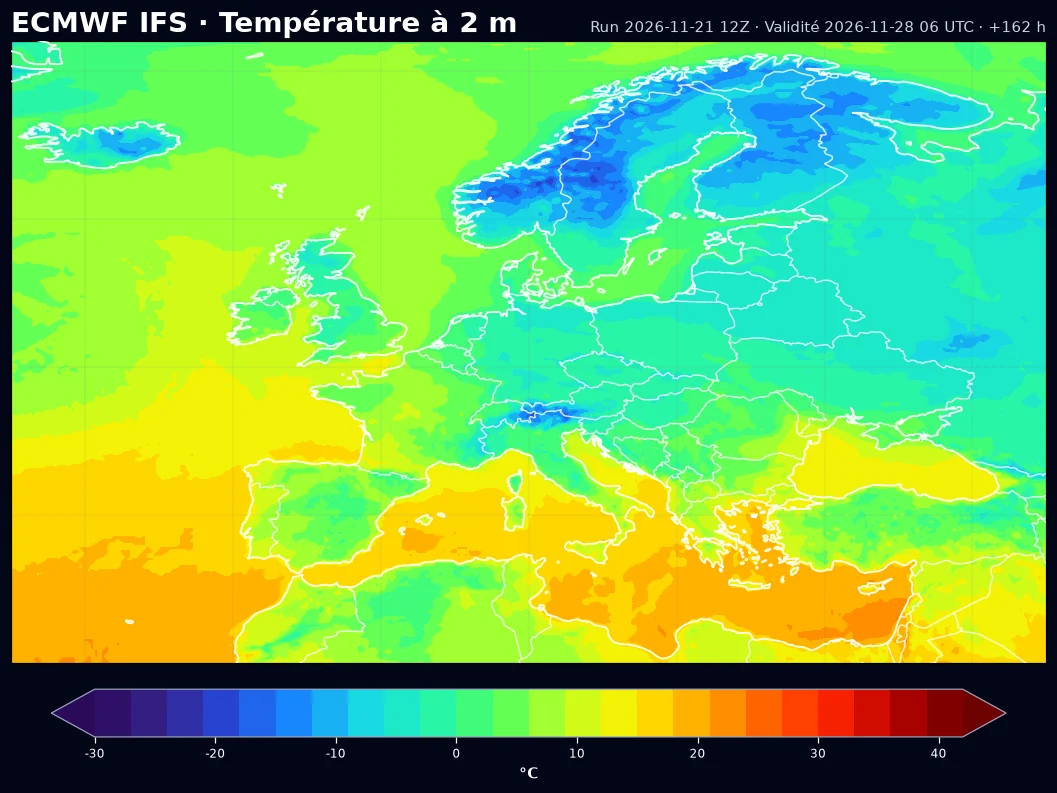 ECMWF IFS · Température à 2 m
Run 2026-11-21 12Z · Validité 2026-11-28 06 UTC · +162 h
-30 -20 -10 0 10 20 30 40
°C